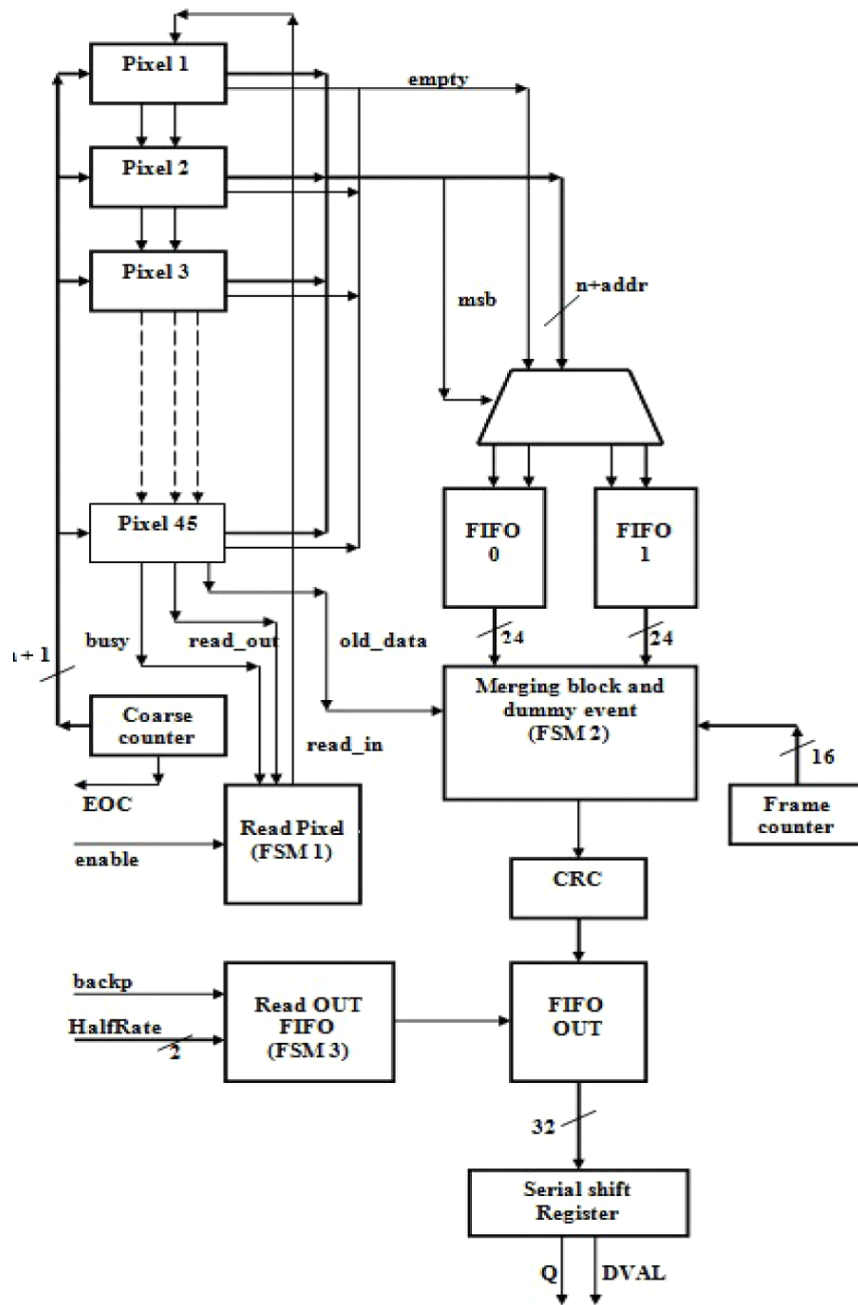 Pixel 1
empty
Pixel 2
Pixel 3
msb
n+addr
Pixel 45
FIFO
0
FIFO
1
busy
read_out
old_data
24
24
+ 1
Merging block and
dummy event
(FSM 2)
Coarse
counter
read_in
16
EOC
Frame
counter
Read Pixel
(FSM 1)
enable
CRC
backp
Read OUT
FIFO
(FSM 3)
FIFO
OUT
HalfRate
2
32
Serial shift
Register
Q
DVAL